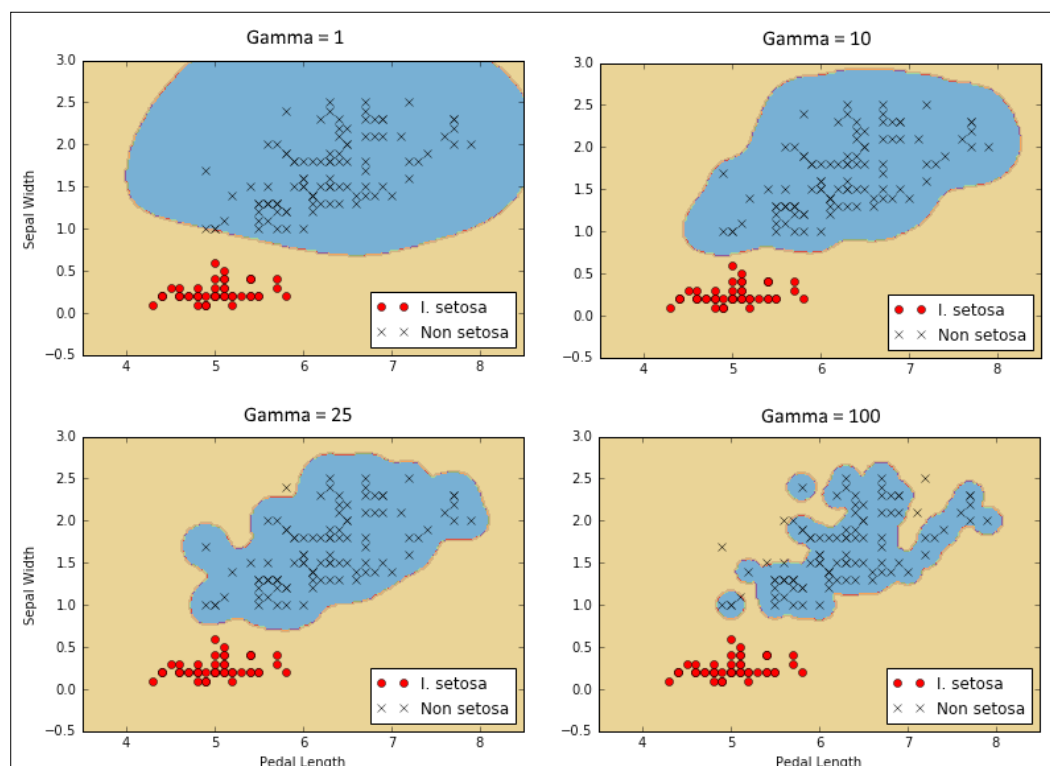 Gamma = 1
3.0
2.5
2.0
1.5
1.0
0.5
0.0
−0.5
Sepal Width
4 5 6 7 8
I. setosa
Non setosa
Gamma = 10
3.0
2.5
2.0
1.5
1.0
0.5
0.0
−0.5
4 5 6 7 8
I. setosa
Non setosa
Gamma = 25
3.0
2.5
2.0
1.5
1.0
0.5
0.0
−0.5
Sepal Width
4 5 6 7 8
Pedal Length
I. setosa
Non setosa
Gamma = 100
3.0
2.5
2.0
1.5
1.0
0.5
0.0
−0.5
4 5 6 7 8
Pedal Length
I. setosa
Non setosa